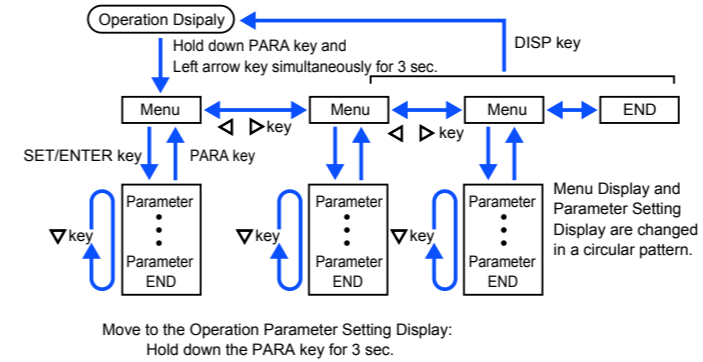 Operation Dsipaly
Hold down PARA key and
Left arrow key simultaneously for 3 sec.
DISP key
Menu
Menu
Menu
END
◁ ▷ key
◁ ▷ key
SET/ENTER key
PARA key
Parameter
Parameter
END
▽ key
Parameter
Parameter
END
▽ key
Parameter
Parameter
END
▽ key
Menu Display and
Parameter Setting
Display are changed
in a circular pattern.
Move to the Operation Parameter Setting Display:
Hold down the PARA key for 3 sec.